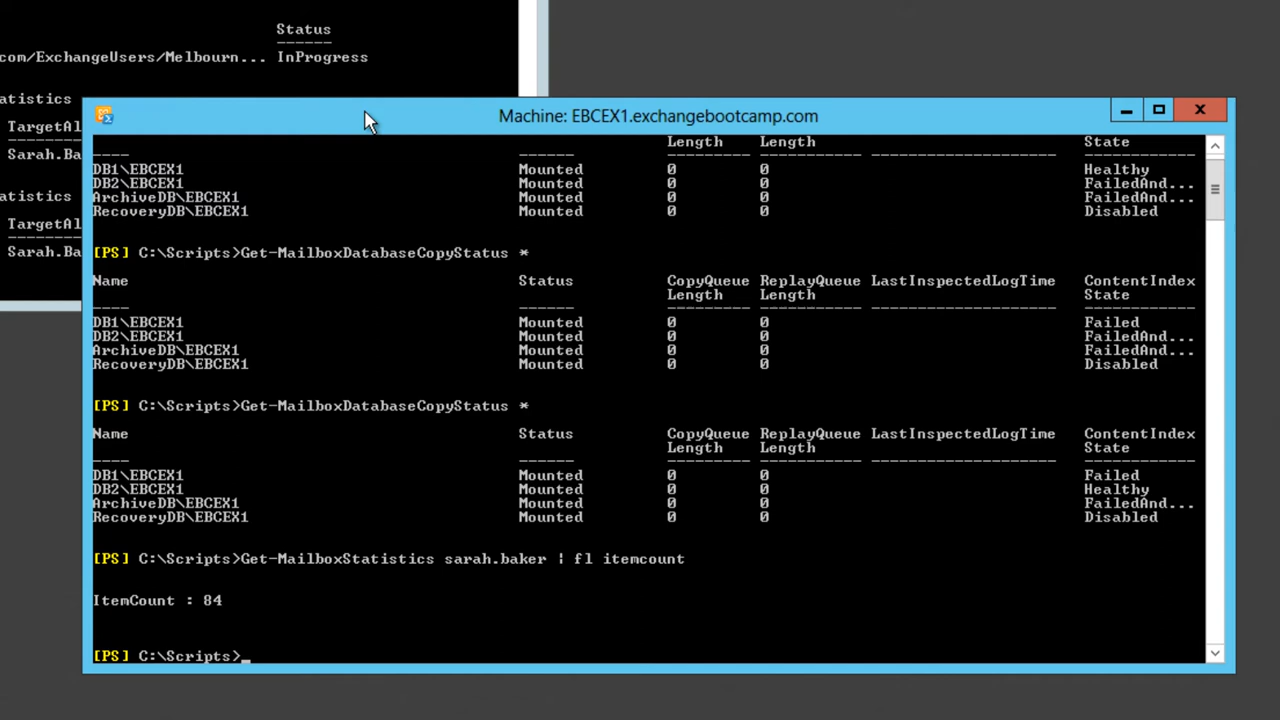 Status
------
com/ExchangeUsers/Melbourn... InProgress
atistics
TargetAl
Sarah.Ba
atistics
TargetAl
Sarah.Ba
Machine: EBCEX1.exchangebootcamp.com
Length Length State
---- ------ --------- ----------- -------------------- ------------
DB1\EBCEX1 Mounted 0 0 Healthy
DB2\EBCEX1 Mounted 0 0 FailedAnd...
ArchiveDB\EBCEX1 Mounted 0 0 FailedAnd...
RecoveryDB\EBCEX1 Mounted 0 0 Disabled
[PS] C:\Scripts>Get-MailboxDatabaseCopyStatus *
Name Status CopyQueue ReplayQueue LastInspectedLogTime ContentIndex
Length Length State
---- ------ --------- ----------- -------------------- ------------
DB1\EBCEX1 Mounted 0 0 Failed
DB2\EBCEX1 Mounted 0 0 FailedAnd...
ArchiveDB\EBCEX1 Mounted 0 0 FailedAnd...
RecoveryDB\EBCEX1 Mounted 0 0 Disabled
[PS] C:\Scripts>Get-MailboxDatabaseCopyStatus *
Name Status CopyQueue ReplayQueue LastInspectedLogTime ContentIndex
Length Length State
---- ------ --------- ----------- -------------------- ------------
DB1\EBCEX1 Mounted 0 0 Failed
DB2\EBCEX1 Mounted 0 0 Healthy
ArchiveDB\EBCEX1 Mounted 0 0 FailedAnd...
RecoveryDB\EBCEX1 Mounted 0 0 Disabled
[PS] C:\Scripts>Get-MailboxStatistics sarah.baker | fl itemcount
ItemCount : 84
[PS] C:\Scripts>_